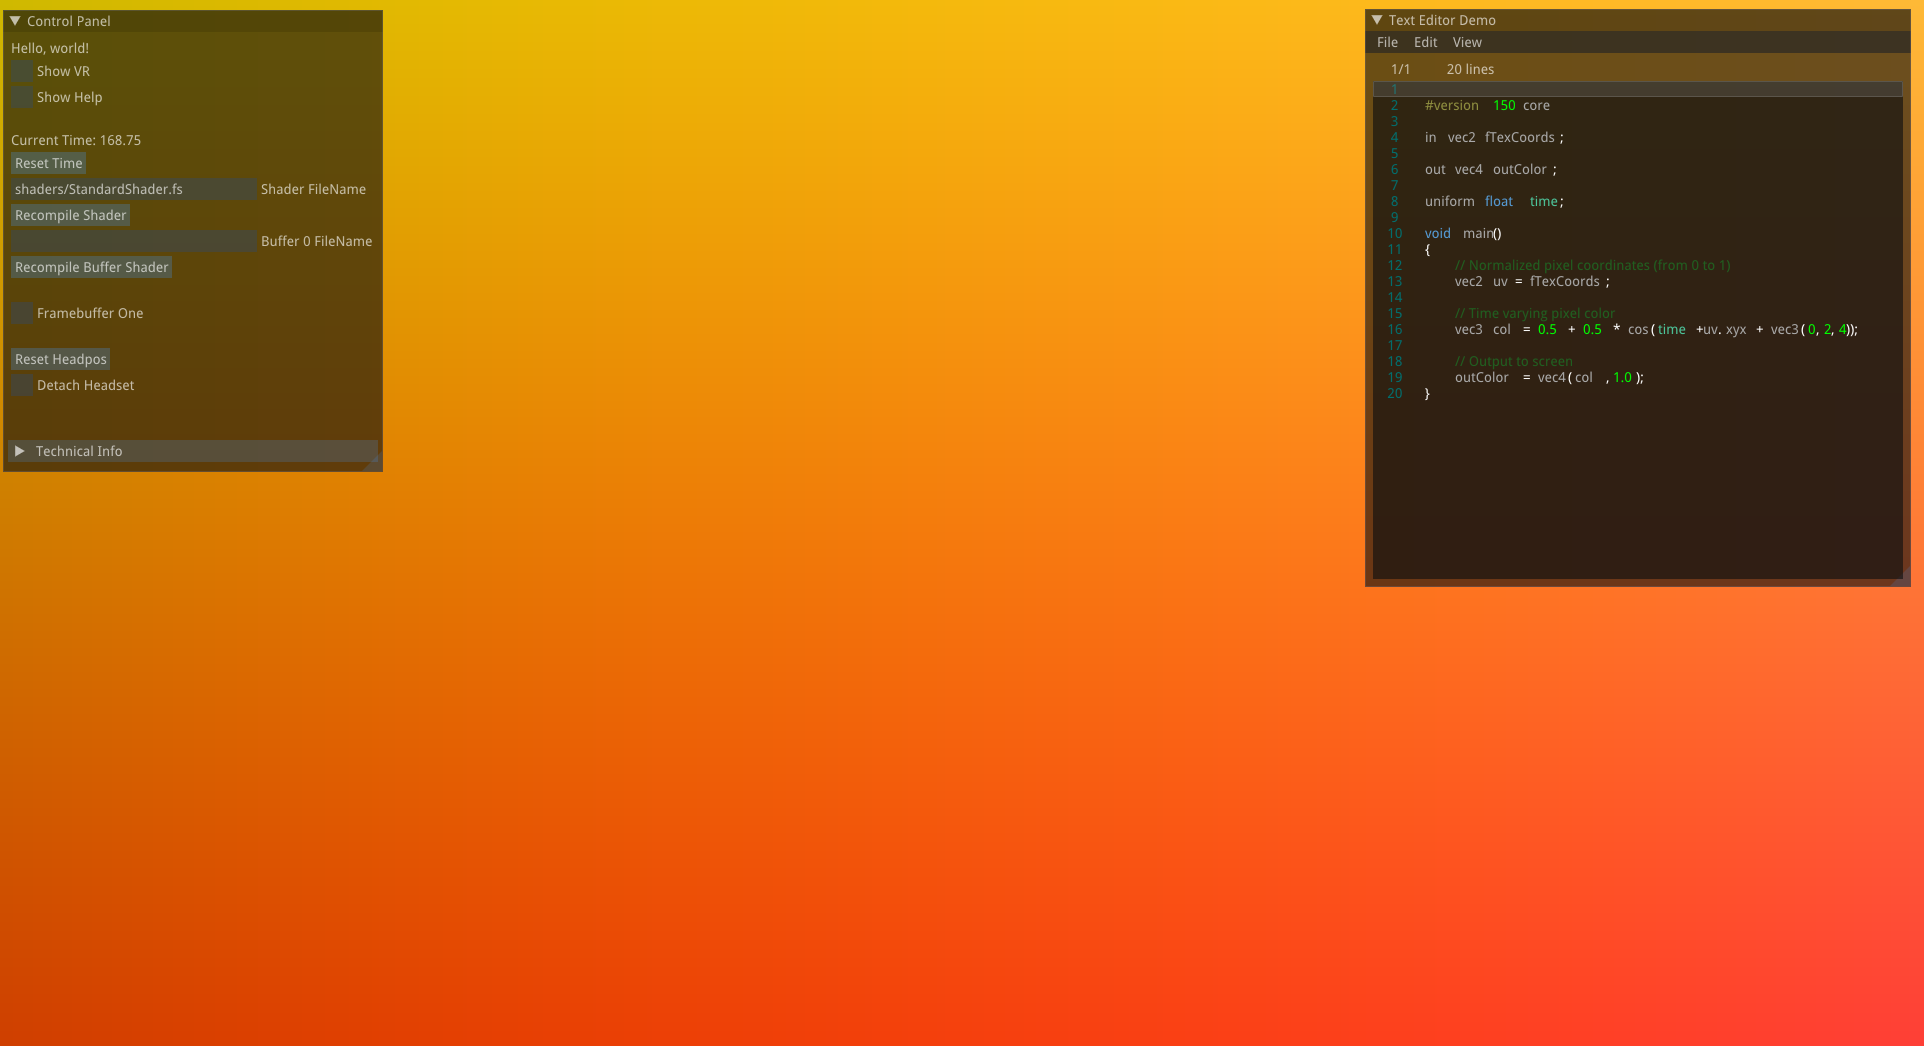 Control Panel
Hello, world!
Show VR
Show Help
Current Time: 168.75
Reset Time
shaders/StandardShader.fs Shader FileName
Recompile Shader
Buffer 0 FileName
Recompile Buffer Shader
Framebuffer One
Reset Headpos
Detach Headset
Technical Info
Text Editor Demo
File Edit View
1/1 20 lines
1
2 #version 150 core
3
4 in vec2 fTexCoords ;
5
6 out vec4 outColor ;
7
8 uniform float time;
9
10 void main()
11 {
12 // Normalized pixel coordinates (from 0 to 1)
13 vec2 uv = fTexCoords ;
14
15 // Time varying pixel color
16 vec3 col = 0.5 + 0.5 * cos(time +uv.xyx + vec3(0, 2, 4));
17
18 // Output to screen
19 outColor = vec4(col ,1.0);
20 }